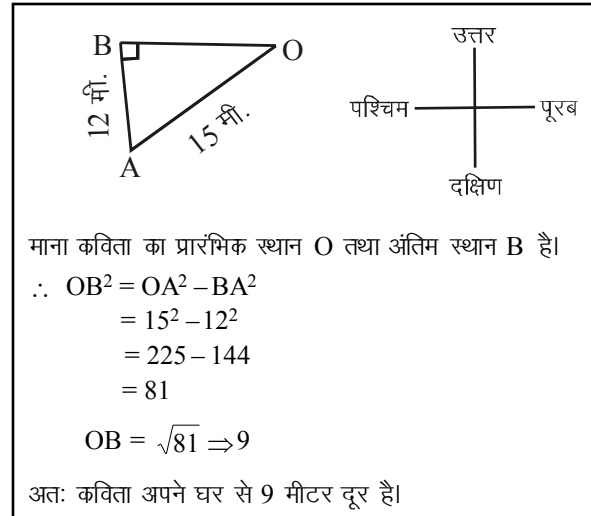 B
O
12 मी.
15 मी.
A
उत्तर
पश्चिम
पूरब
दक्षिण
माना कविता का प्रारंभिक स्थान O तथा अंतिम स्थान B है।
∴ OB² = OA² – BA²
= 15² – 12²
= 225 – 144
= 81
OB = √81 ⇒ 9
अतः कविता अपने घर से 9 मीटर दूर है।